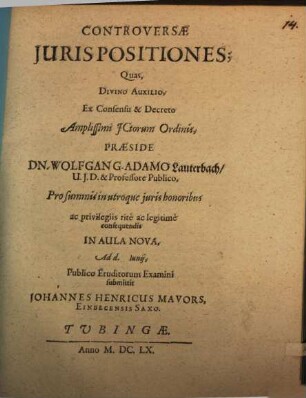 14.
CONTROVERSÆ
JURIS POSITIONES,
Quas,
DIVINO AUXILIO,
Ex Consensu & Decreto
Amplissimi JCtorum Ordinis,
PRÆSIDE
DN. WOLFGANG-ADAMO Lauterbach/
U. J. D. & Professore Publico,
Pro summis in utroque juris honoribus
ac privilegiis ritè ac legitimè
consequendis
IN AULA NOVA,
Ad d. Iunij,
Publico Eruditorum Examini
submittit
JOHANNES HENRICUS MAVORS,
EINBECENSIS SAXO.
TUBINGÆ.
Anno M. DC. LX.